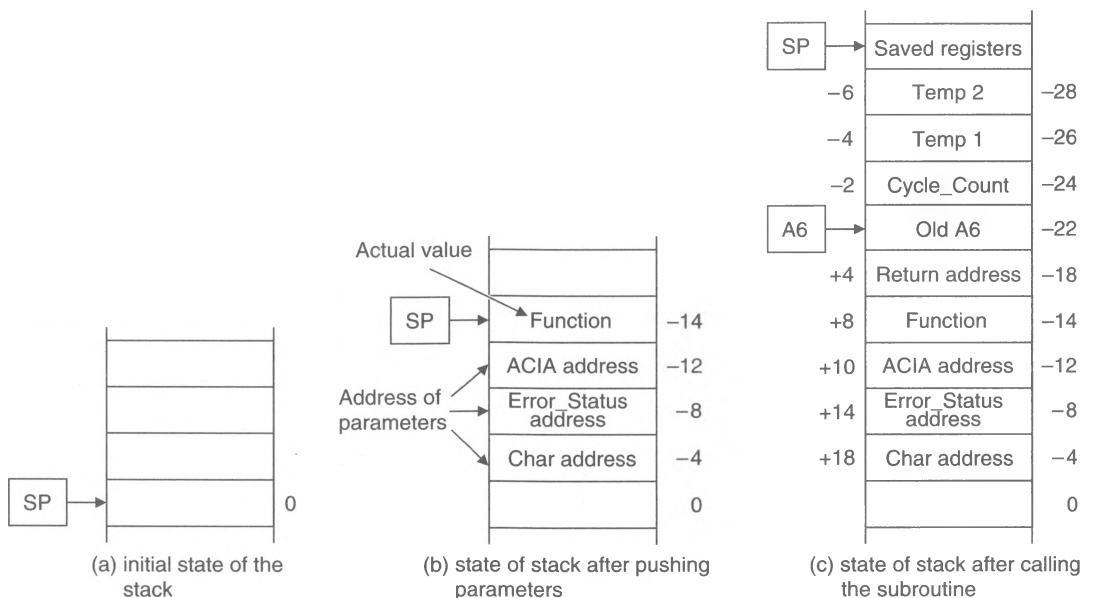 SP
0
(a) initial state of the
stack
Actual value
SP
Function
−14
ACIA address
−12
Address of
parameters
Error_Status
address
−8
Char address
−4
0
(b) state of stack after pushing
parameters
SP
Saved registers
−6
Temp 2
−28
−4
Temp 1
−26
−2
Cycle_Count
−24
A6
Old A6
−22
+4
Return address
−18
+8
Function
−14
+10
ACIA address
−12
+14
Error_Status
address
−8
+18
Char address
−4
0
(c) state of stack after calling
the subroutine